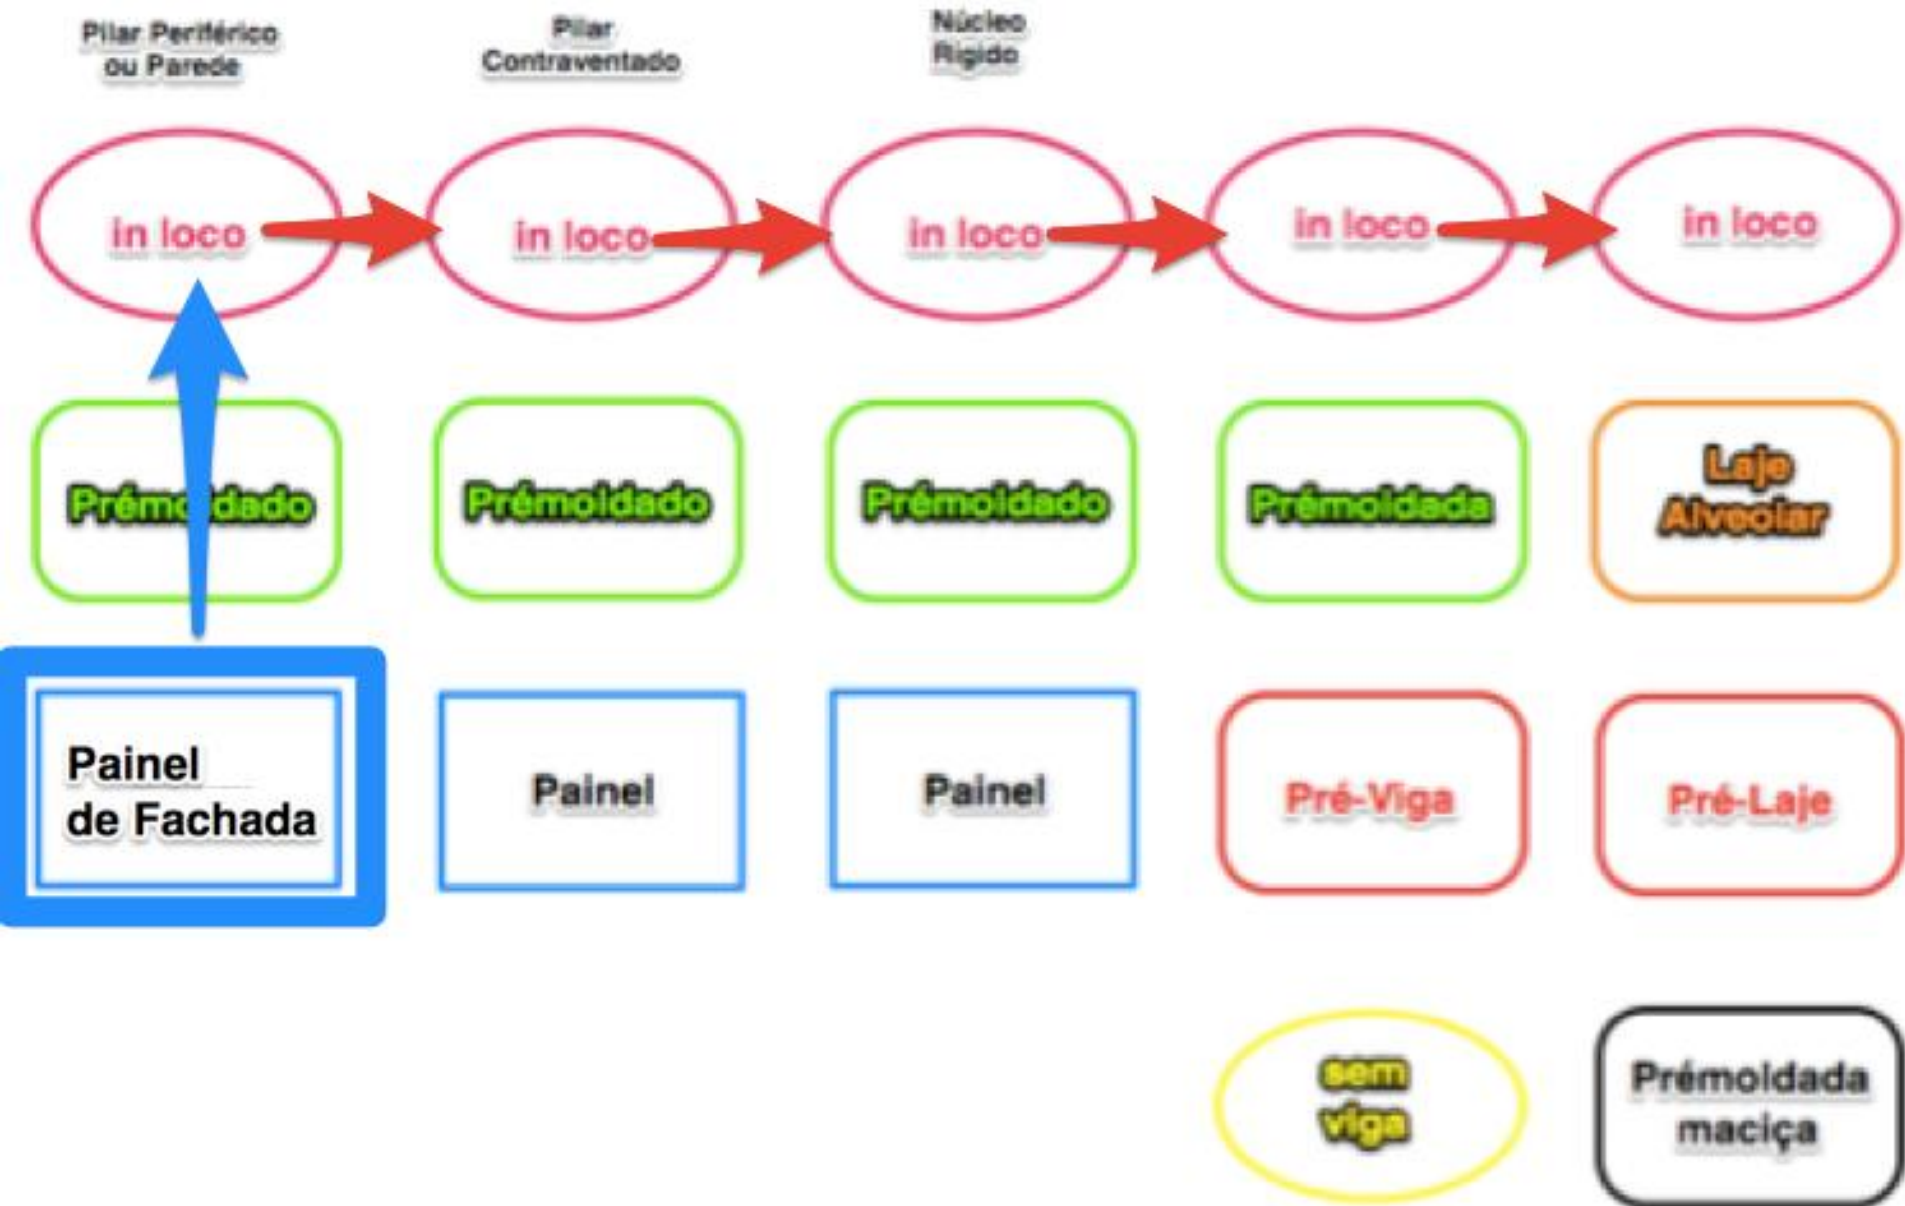 Pilar Periférico
ou Parede
Pilar
Contraventado
Núcleo
Rigido
in loco
in loco
in loco
in loco
in loco
Prémoldado
Prémoldado
Prémoldado
Prémoldada
Laje
Alveolar
Painel
de Fachada
Painel
Painel
Pré-Viga
Pré-Laje
sem
viga
Prémoldada
maciça